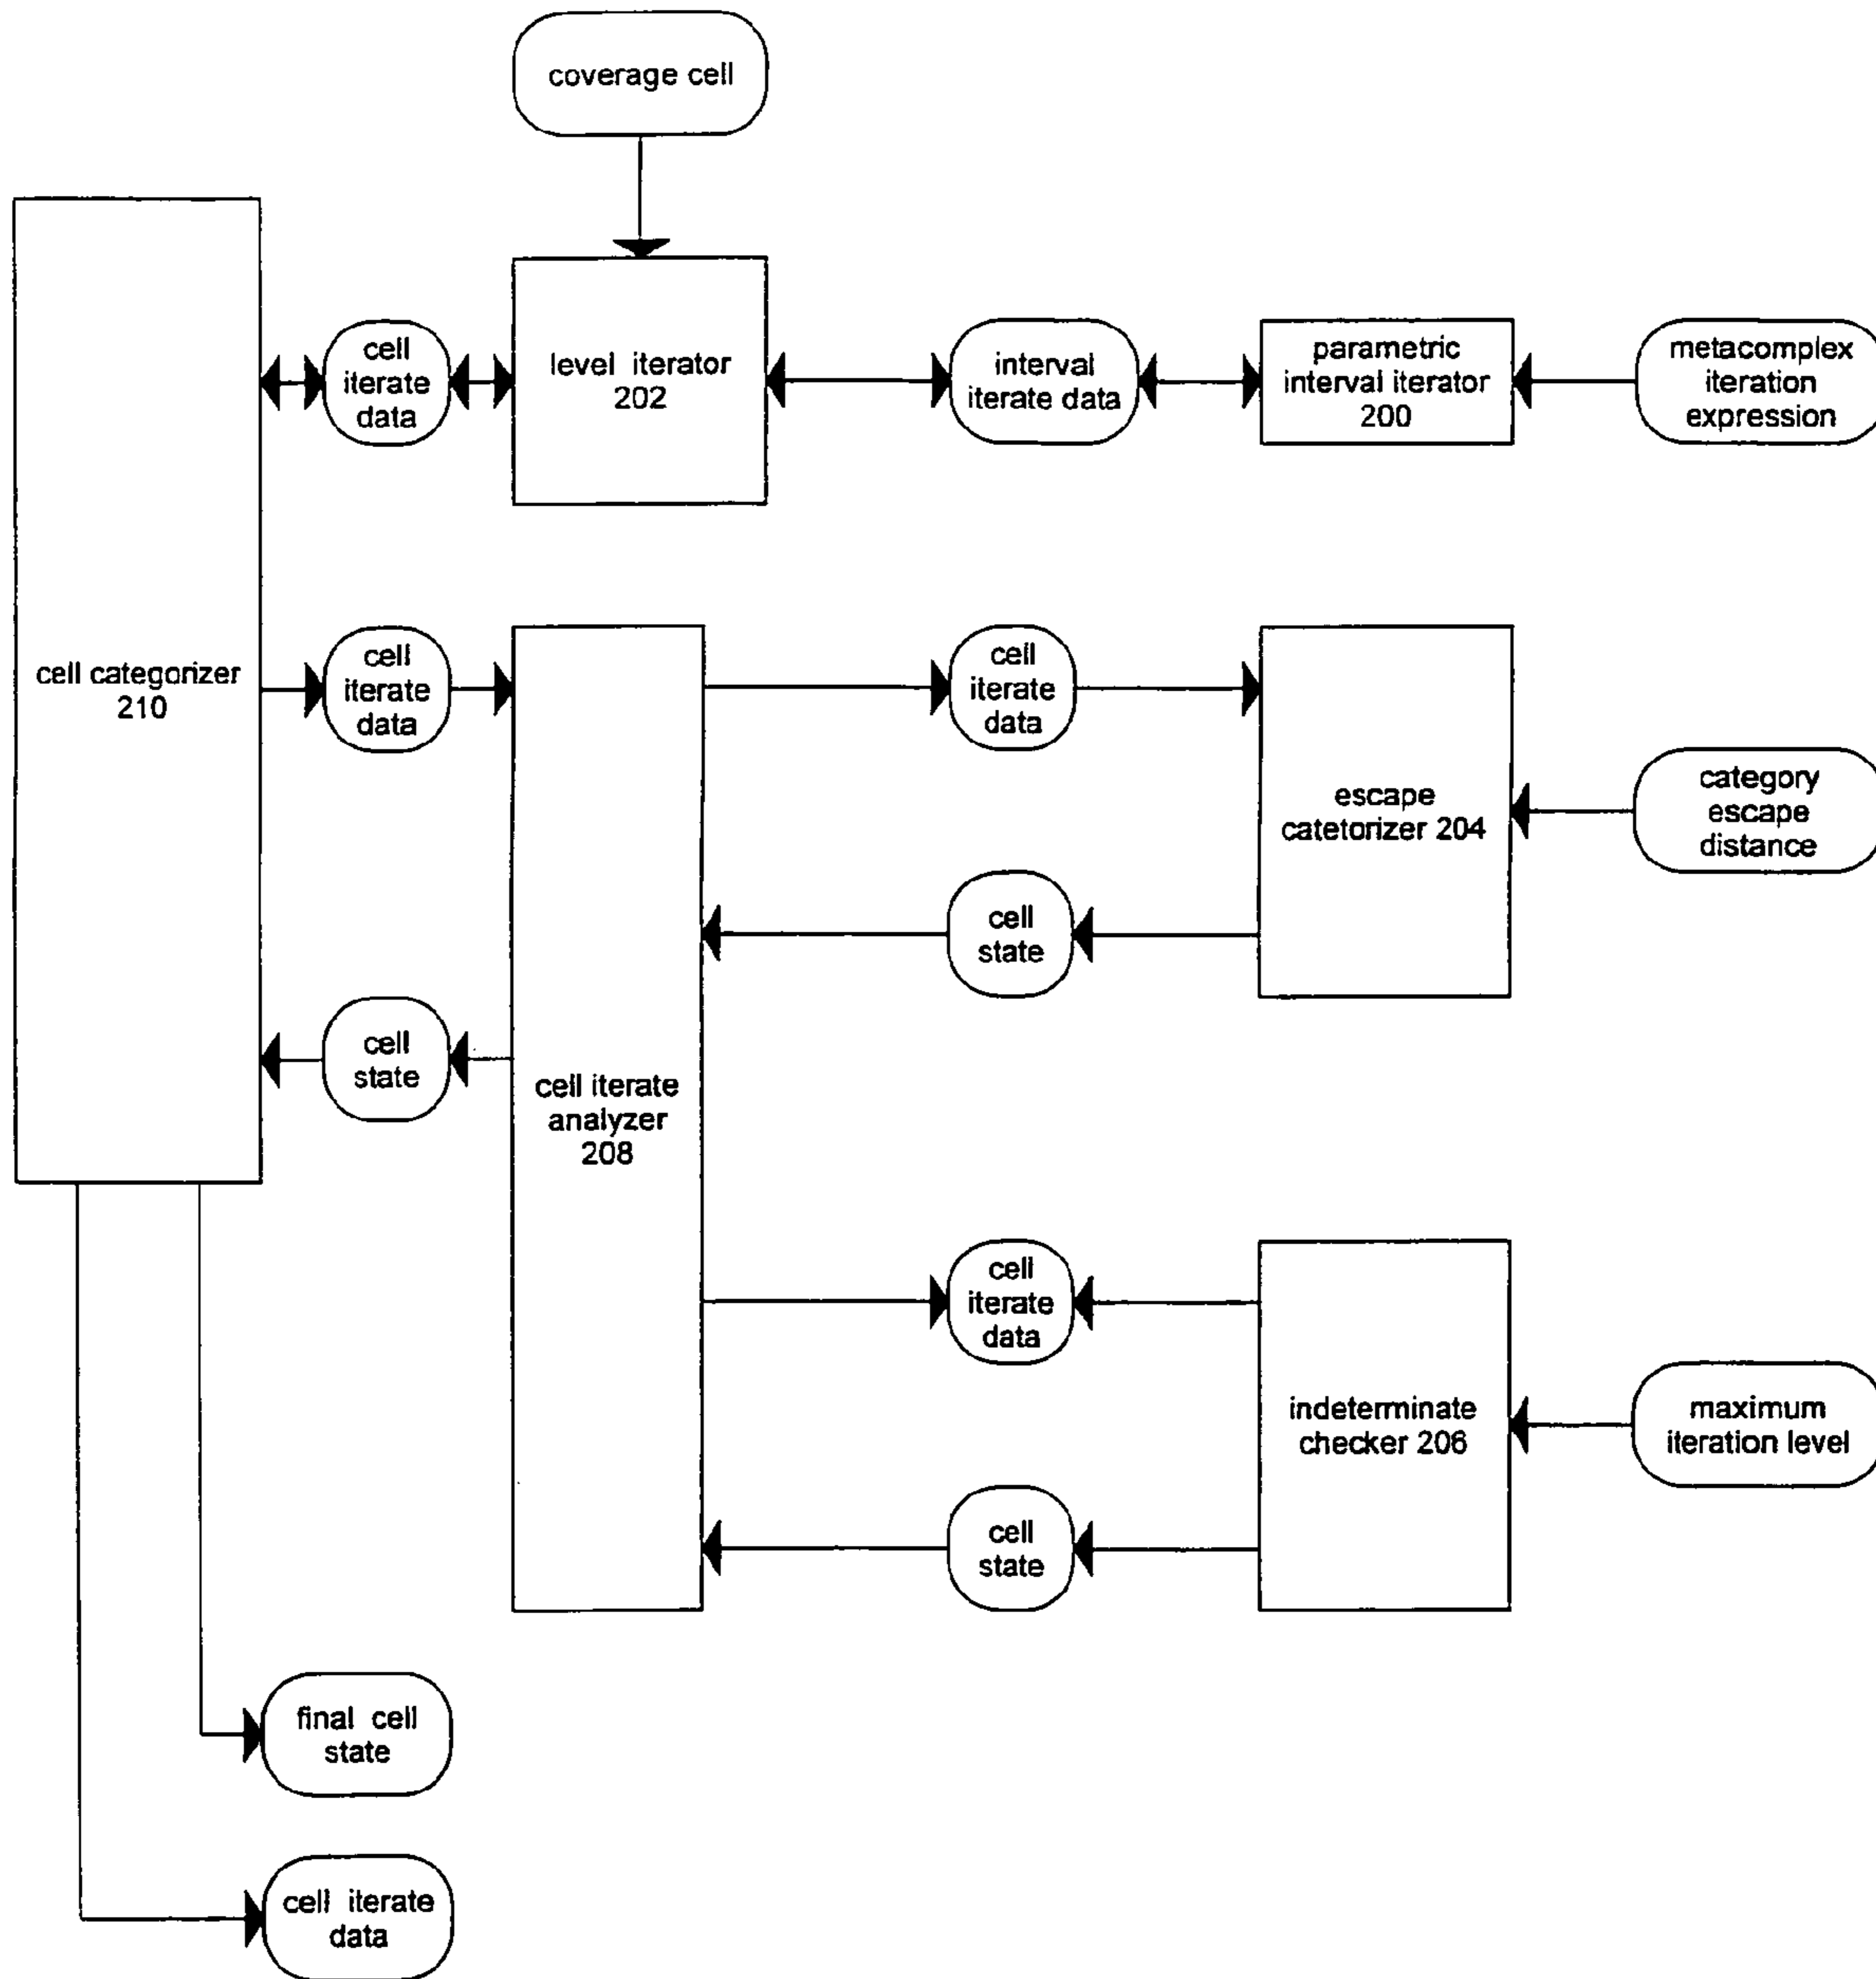 coverage cell
cell
iterate
data
level iterator
202
interval
iterate data
parametric
interval iterator
200
metacomplex
iteration
expression
cell categorizer
210
cell
iterate
data
cell
iterate
data
escape
catetorizer 204
category
escape
distance
cell
state
cell
state
cell iterate
analyzer
208
cell
iterate
data
indeterminate
checker 206
maximum
iteration level
cell
state
final cell
state
cell iterate
data